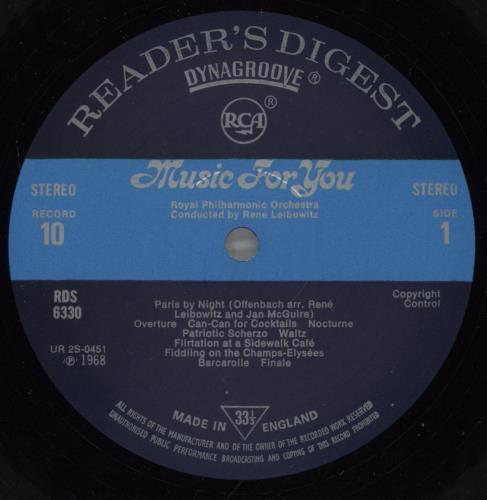 READER'S DIGEST
DYNAGROOVE ®
RCA ®
Music For You
Royal Philharmonic Orchestra
Conducted by René Leibowitz
STEREO
RECORD
10
STEREO
SIDE
1
RDS
6330
UR 2S-0451
Ⓟ 1968
Copyright
Control
Paris by Night (Offenbach arr. René
Leibowitz and Jan McGuire)
Overture Can-Can for Cocktails Nocturne
Patriotic Scherzo Waltz
Flirtation at a Sidewalk Café
Fiddling on the Champs-Elysées
Barcarolle Finale
MADE IN 33⅓ ENGLAND
ALL RIGHTS OF THE MANUFACTURER AND OF THE OWNER OF THE RECORDED WORK RESERVED
UNAUTHORISED PUBLIC PERFORMANCE BROADCASTING AND COPYING OF THIS RECORD PROHIBITED